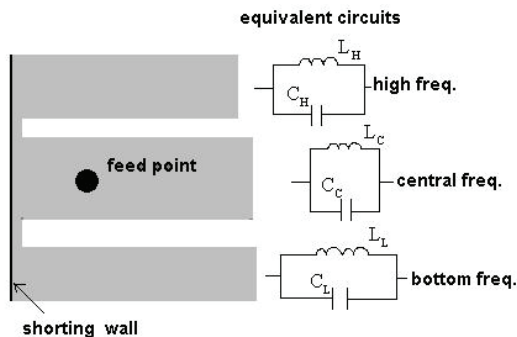 equivalent circuits
L_H
C_H
high freq.
L_C
feed point
C_C
central freq.
L_L
C_L
bottom freq.
shorting wall